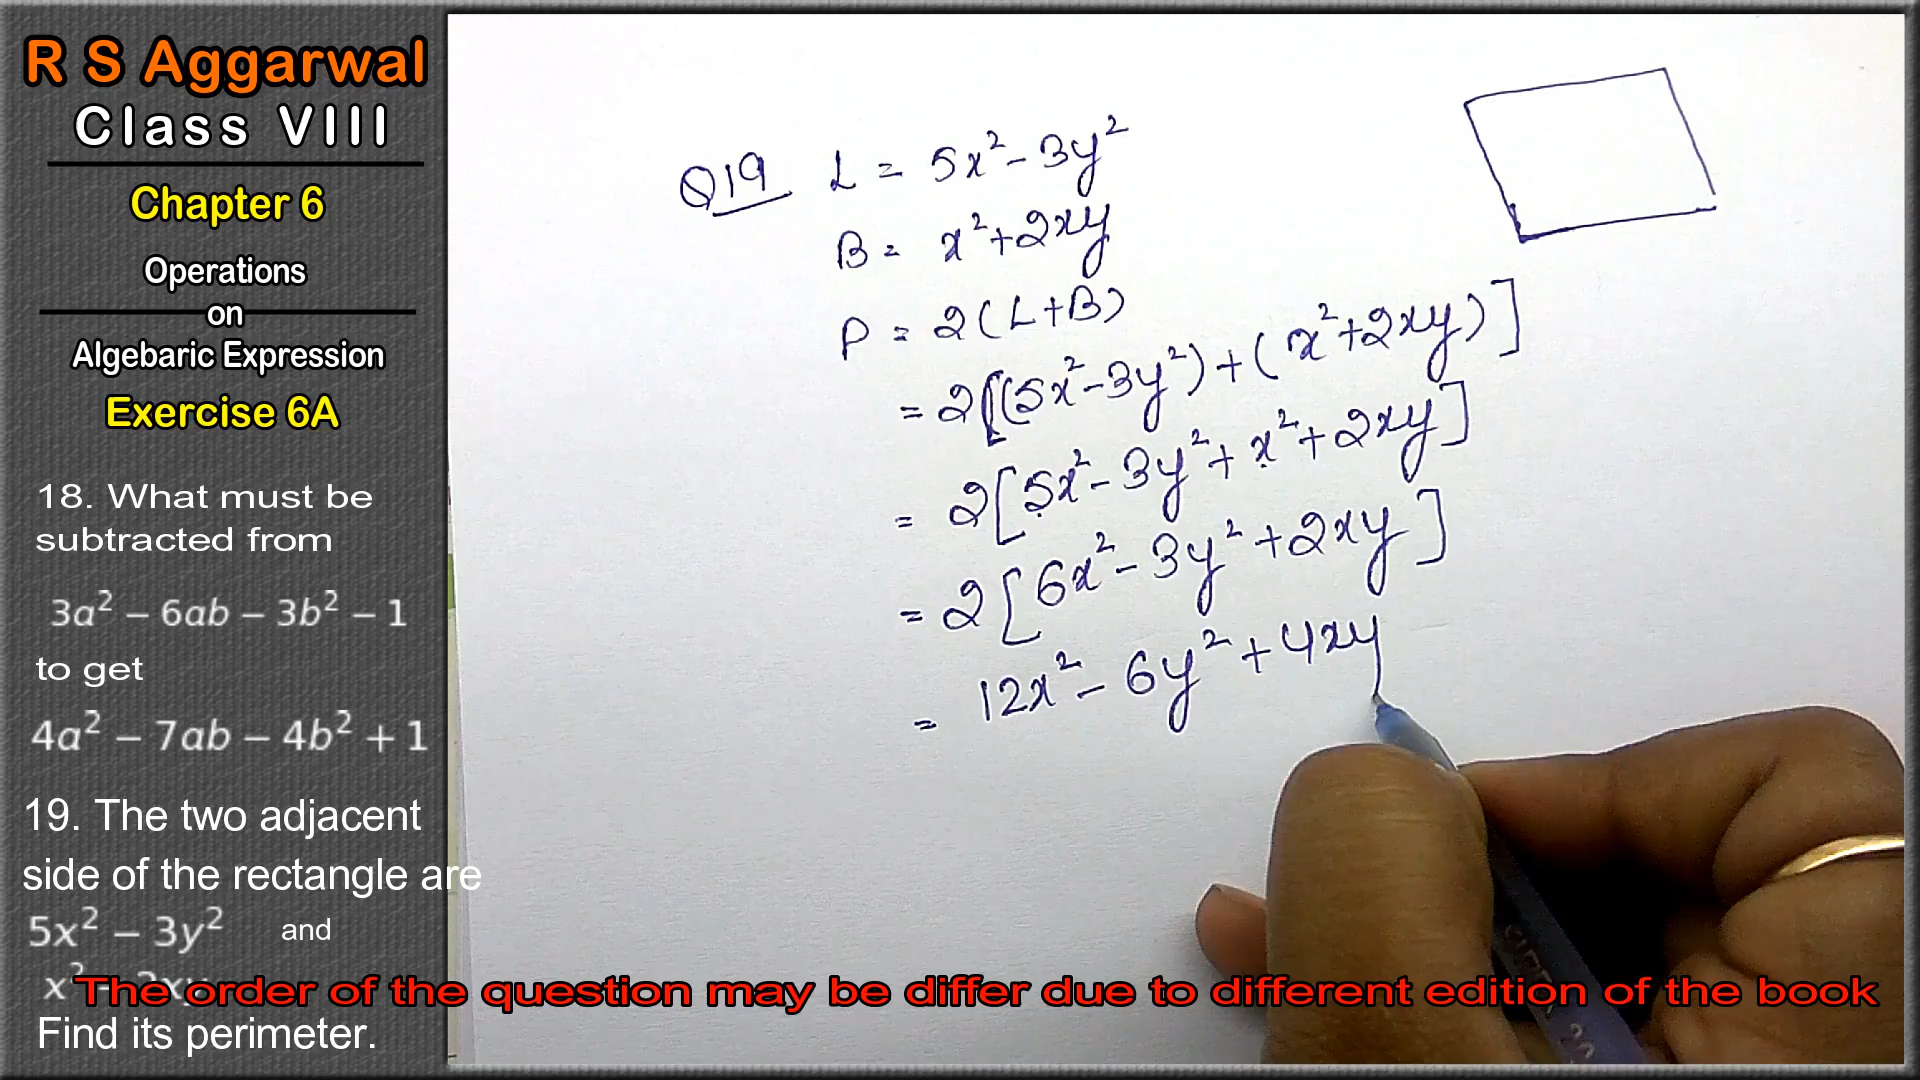 R S Aggarwal
Class VIII
Chapter 6
Operations
on
Algebaric Expression
Exercise 6A
18. What must be
subtracted from
3a² – 6ab – 3b² – 1
to get
4a² – 7ab – 4b² + 1
19. The two adjacent
side of the rectangle are
5x² – 3y² and
The order of the question may be differ due to different edition of the book
Find its perimeter.
Q19 L = 5x² - 3y²
B = x² + 2xy
P = 2(L+B)
= 2[(5x² - 3y²) + (x² + 2xy)]
= 2[5x² - 3y² + x² + 2xy]
= 2[6x² - 3y² + 2xy]
= 12x² - 6y² + 4xy